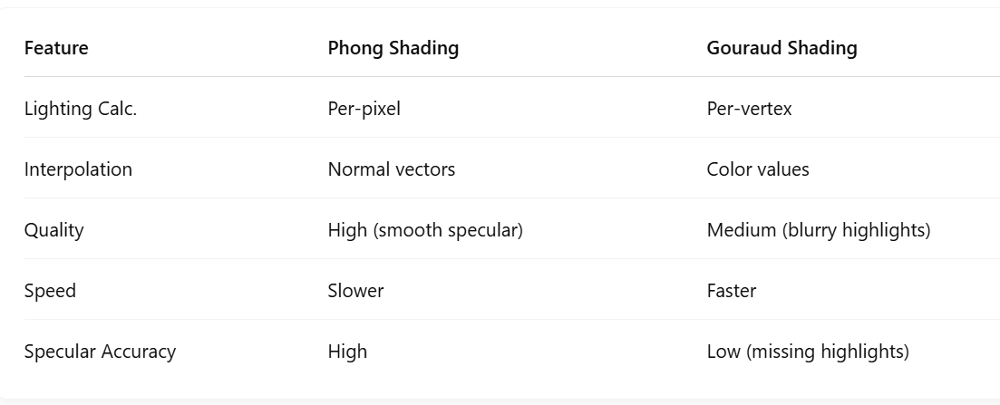 Feature Phong Shading Gouraud Shading
Lighting Calc. Per-pixel Per-vertex
Interpolation Normal vectors Color values
Quality High (smooth specular) Medium (blurry highlights)
Speed Slower Faster
Specular Accuracy High Low (missing highlights)